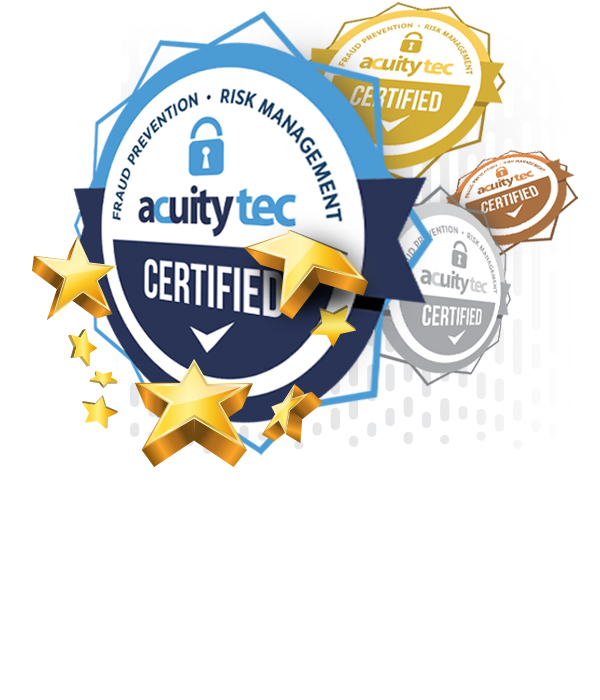 FRAUD PREVENTION • RISK MANAGEMENT
acuitytec
CERTIFIED
FRAUD PREVENTION • RISK MANAGEMENT
acuitytec
CERTIFIED
acuitytec
CERTIFIED
PREVENTION • RISK MANAGEMENT
acuitytec
CERTIFIED